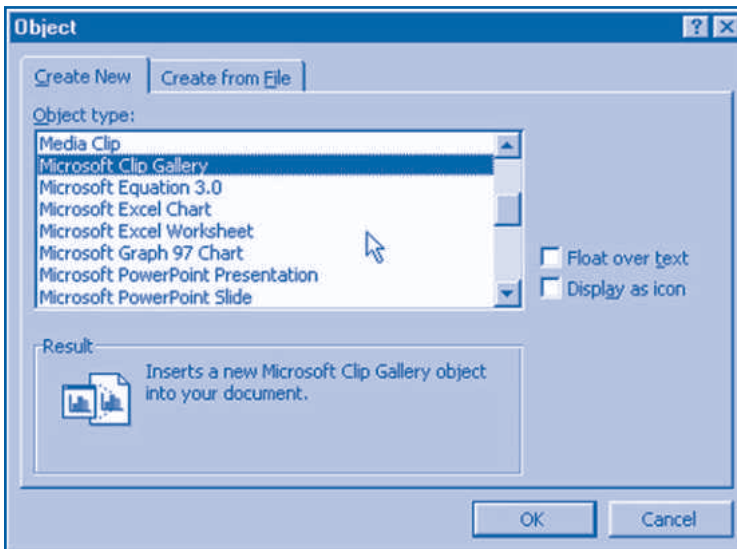 Object
Create New
Create from File
Object type:
Media Clip
Microsoft Clip Gallery
Microsoft Equation 3.0
Microsoft Excel Chart
Microsoft Excel Worksheet
Microsoft Graph 97 Chart
Microsoft PowerPoint Presentation
Microsoft PowerPoint Slide
Float over text
Display as icon
Result
Inserts a new Microsoft Clip Gallery object
into your document.
OK
Cancel